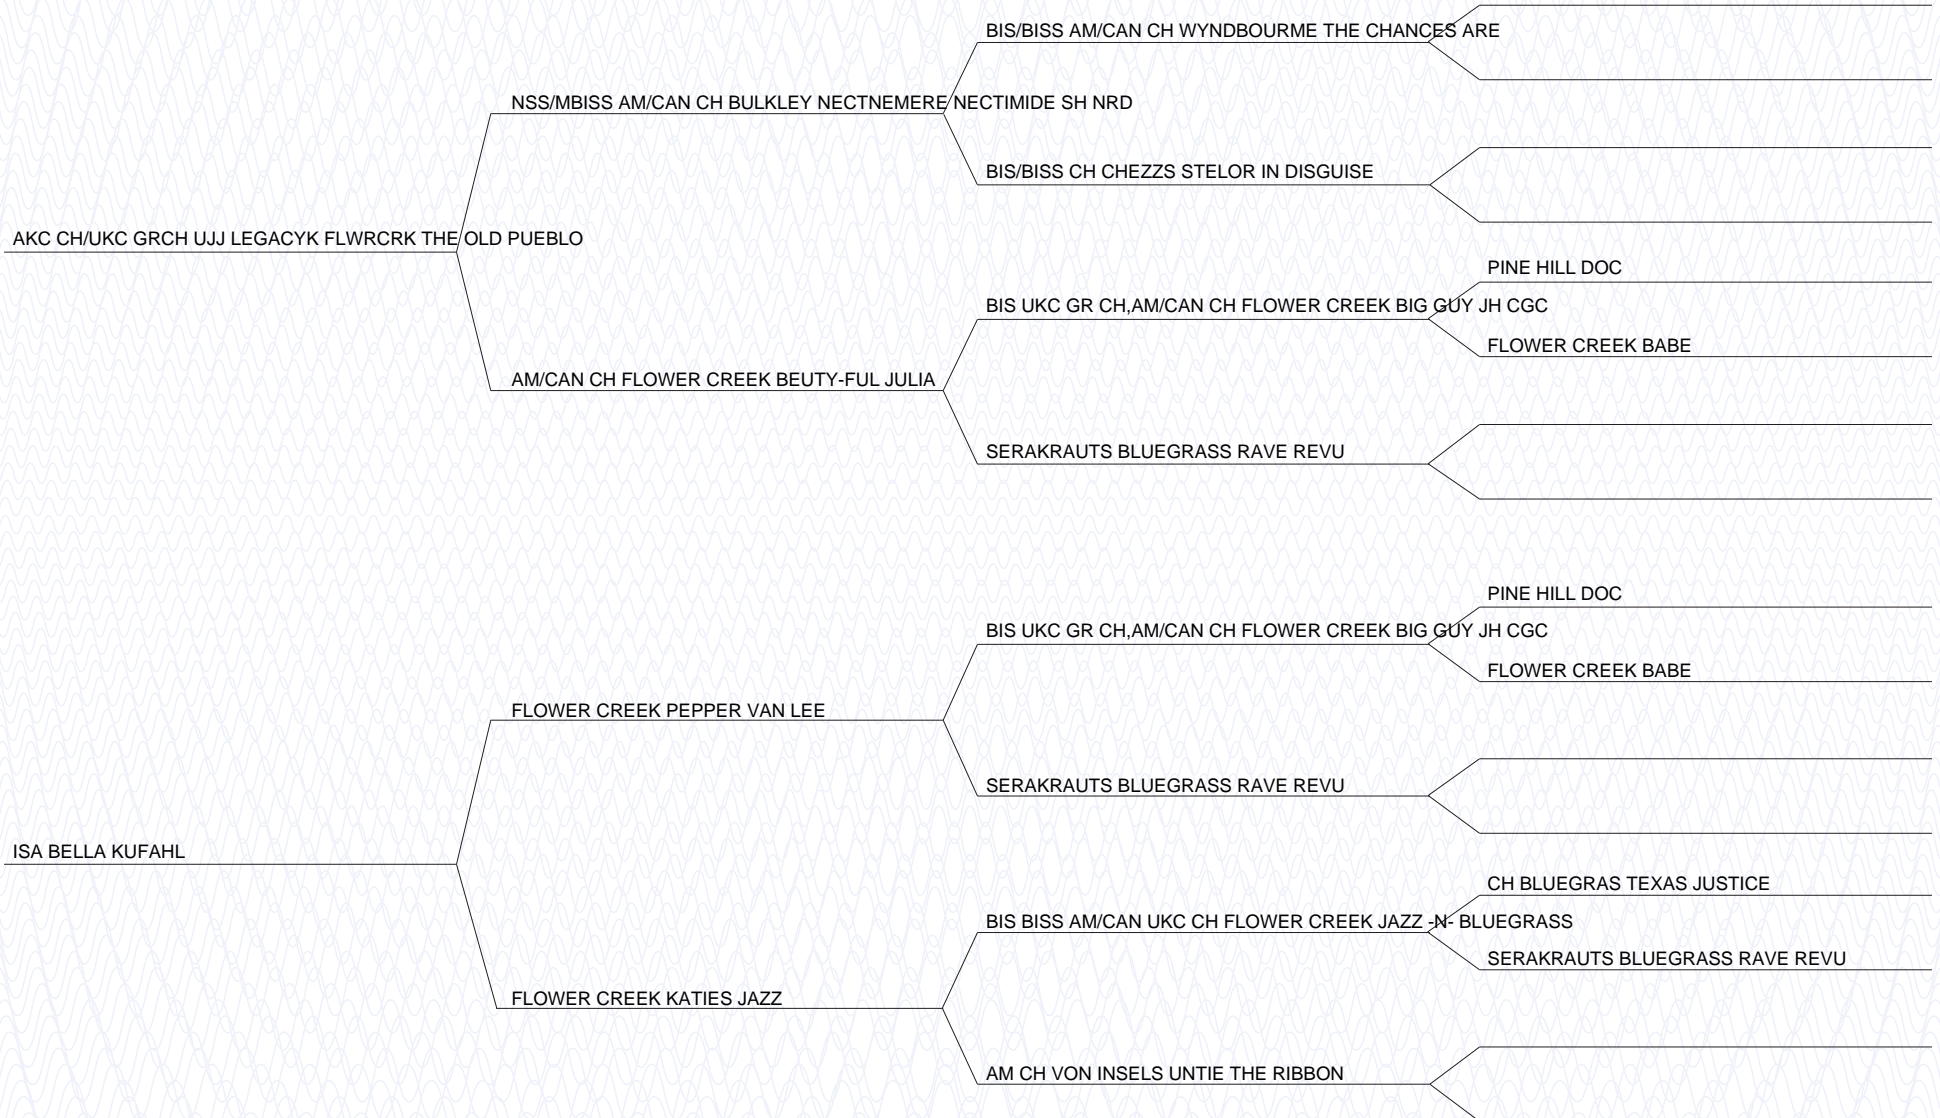 BIS/BISS AM/CAN CH WYNDBOURME THE CHANCES ARE
NSS/MBISS AM/CAN CH BULKLEY NECTNEMERE NECTIMIDE SH NRD
BIS/BISS CH CHEZZS STELOR IN DISGUISE
AKC CH/UKC GRCH UJJ LEGACYK FLWRCRK THE OLD PUEBLO
PINE HILL DOC
BIS UKC GR CH,AM/CAN CH FLOWER CREEK BIG GUY JH CGC
FLOWER CREEK BABE
AM/CAN CH FLOWER CREEK BEUTY-FUL JULIA
SERAKRAUTS BLUEGRASS RAVE REVU
PINE HILL DOC
BIS UKC GR CH,AM/CAN CH FLOWER CREEK BIG GUY JH CGC
FLOWER CREEK BABE
FLOWER CREEK PEPPER VAN LEE
SERAKRAUTS BLUEGRASS RAVE REVU
ISA BELLA KUFAHL
CH BLUEGRAS TEXAS JUSTICE
BIS BISS AM/CAN UKC CH FLOWER CREEK JAZZ -N- BLUEGRASS
SERAKRAUTS BLUEGRASS RAVE REVU
FLOWER CREEK KATIES JAZZ
AM CH VON INSELS UNTIE THE RIBBON